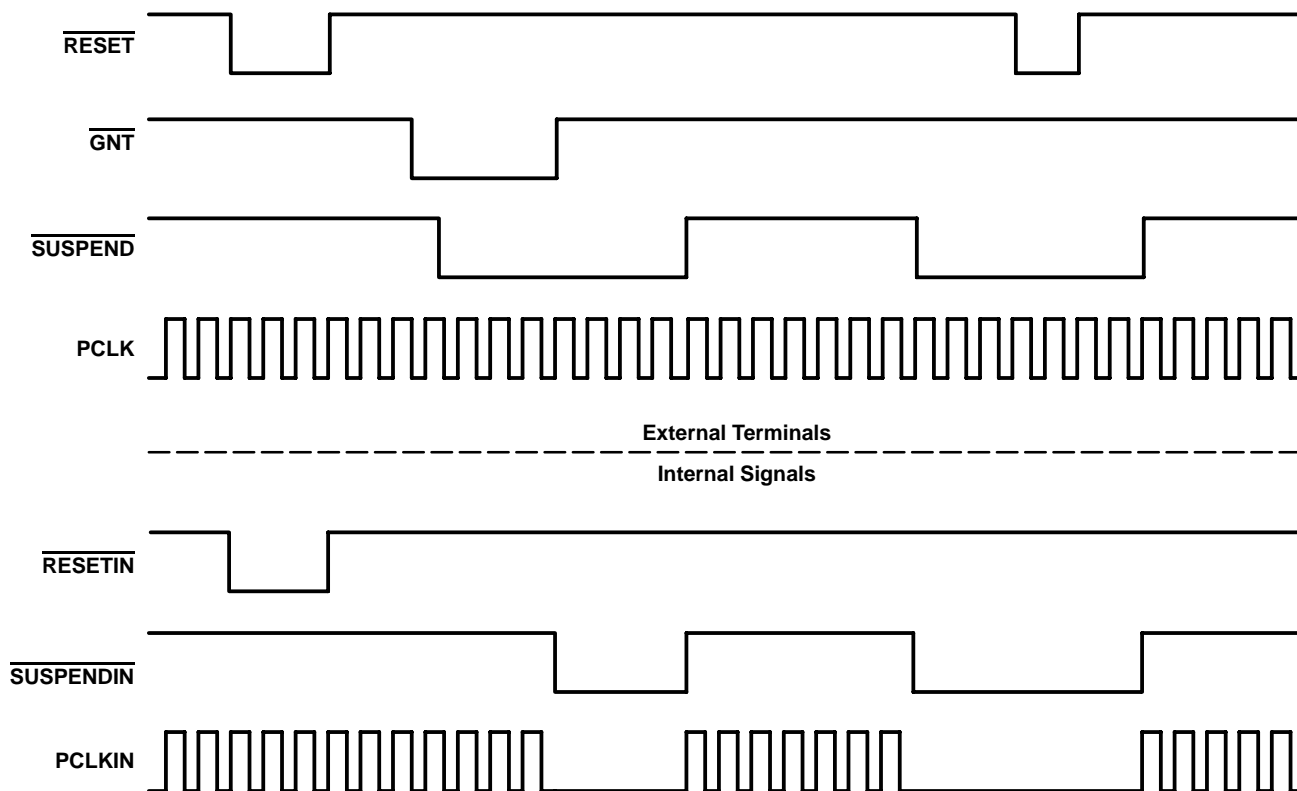 RESET
GNT
SUSPEND
PCLK
External Terminals
Internal Signals
RESETIN
SUSPENDIN
PCLKIN